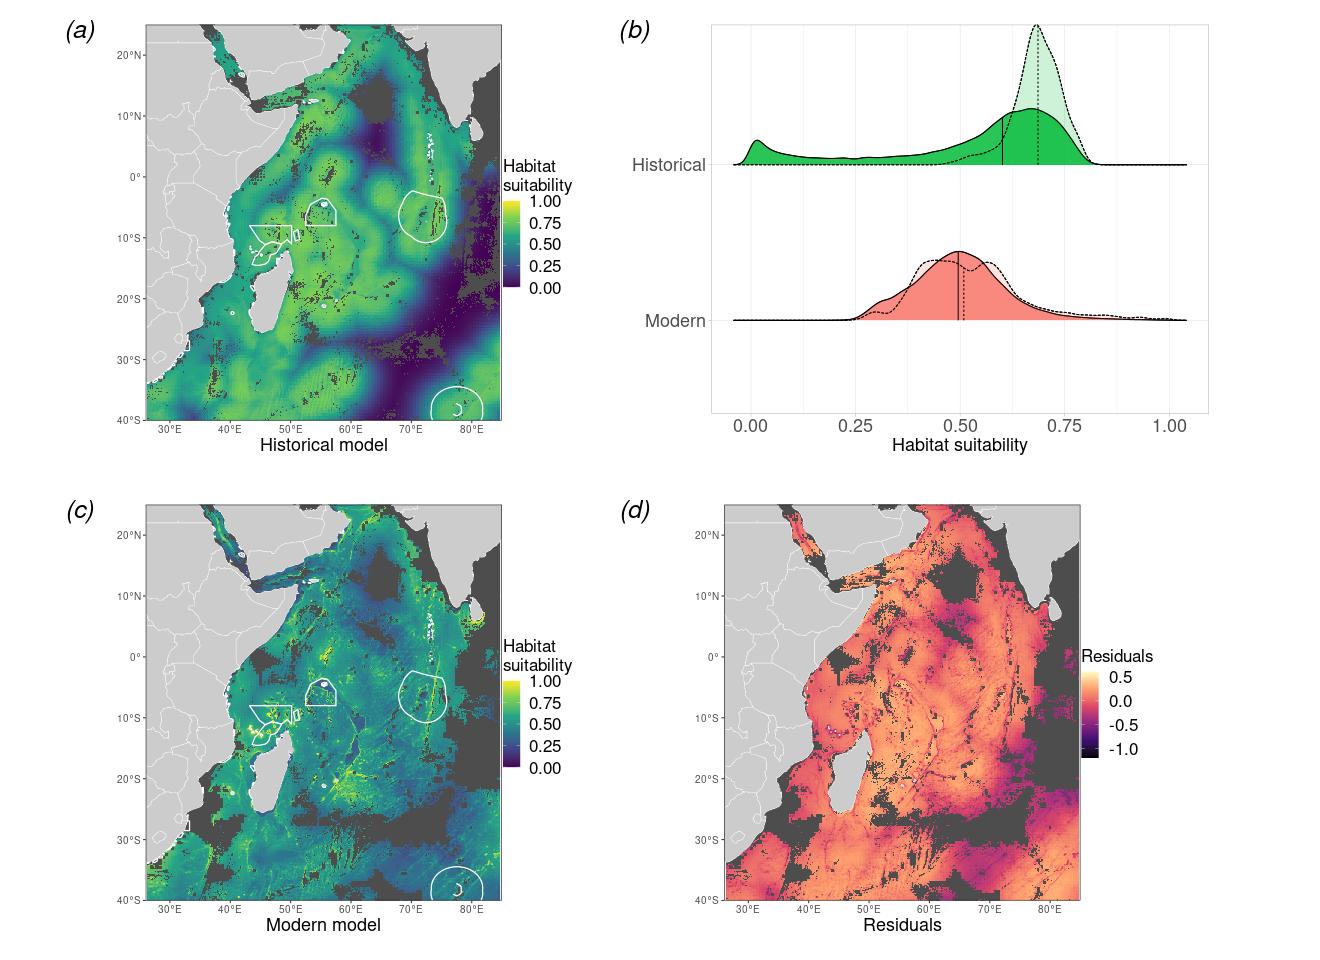 (a)
20°N
10°N
0°
10°S
20°S
30°S
40°S
30°E 40°E 50°E 60°E 70°E 80°E
Historical model
Habitat
suitability
1.00
0.75
0.50
0.25
0.00
(b)
Historical
Modern
0.00 0.25 0.50 0.75 1.00
Habitat suitability
(c)
20°N
10°N
0°
10°S
20°S
30°S
40°S
30°E 40°E 50°E 60°E 70°E 80°E
Modern model
Habitat
suitability
1.00
0.75
0.50
0.25
0.00
(d)
20°N
10°N
0°
10°S
20°S
30°S
40°S
30°E 40°E 50°E 60°E 70°E 80°E
Residuals
Residuals
0.5
0.0
-0.5
-1.0